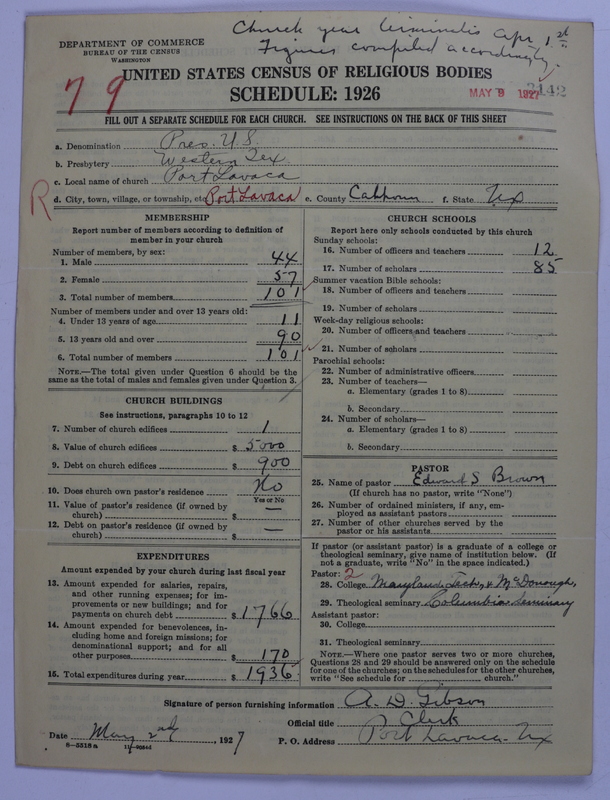 Church year terminates Apr 1st.
Figures compiled accordingly.
DEPARTMENT OF COMMERCE
BUREAU OF THE CENSUS
WASHINGTON
79
UNITED STATES CENSUS OF RELIGIOUS BODIES
SCHEDULE: 1926
MAY 9 1927
FILL OUT A SEPARATE SCHEDULE FOR EACH CHURCH. SEE INSTRUCTIONS ON THE BACK OF THIS SHEET
a. Denomination Pres. U.S.
b. Presbytery Western Tex.
c. Local name of church Port Lavaca
R d. City, town, village, or township, etc. Port Lavaca e. County Calhoun f. State Tex
MEMBERSHIP
Report number of members according to definition of
member in your church
Number of members, by sex:
1. Male 44
2. Female 57
3. Total number of members 101
Number of members under and over 13 years old:
4. Under 13 years of age 11
5. 13 years old and over 90
6. Total number of members 101
NOTE.—The total given under Question 6 should be the
same as the total of males and females given under Question 3.
CHURCH BUILDINGS
See instructions, paragraphs 10 to 12
7. Number of church edifices 1
8. Value of church edifices $ 5000
9. Debt on church edifices $ 900
10. Does church own pastor's residence No
Yes or No
11. Value of pastor's residence (if owned by
church) $ —
12. Debt on pastor's residence (if owned by
church) $ —
EXPENDITURES
Amount expended by your church during last fiscal year
13. Amount expended for salaries, repairs,
and other running expenses; for im-
provements or new buildings; and for
payments on church debt $ 1766
14. Amount expended for benevolences, in-
cluding home and foreign missions; for
denominational support; and for all
other purposes $ 170
15. Total expenditures during year $ 1936
CHURCH SCHOOLS
Report here only schools conducted by this church
Sunday schools:
16. Number of officers and teachers 12
17. Number of scholars 85
Summer vacation Bible schools:
18. Number of officers and teachers
19. Number of scholars
Week-day religious schools:
20. Number of officers and teachers
21. Number of scholars
Parochial schools:
22. Number of administrative officers
23. Number of teachers—
a. Elementary (grades 1 to 8)
b. Secondary
24. Number of scholars—
a. Elementary (grades 1 to 8)
b. Secondary
PASTOR
25. Name of pastor Edward S Brown
(If church has no pastor, write "None")
26. Number of ordained ministers, if any, em-
ployed as assistant pastors
27. Number of other churches served by the
pastor or his assistants
If pastor (or assistant pastor) is a graduate of a college or
theological seminary, give name of institution below. (If
not a graduate, write "No" in the space indicated.)
Pastor: 2
28. College Maryland, Techy, & McDonough,
29. Theological seminary Columbia Seminary
Assistant pastor:
30. College
31. Theological seminary
NOTE.—Where one pastor serves two or more churches,
Questions 28 and 29 should be answered only on the schedule
for one of the churches; on the schedules for the other churches,
write "See schedule for church."
Signature of person furnishing information A. D. Gibson
Official title Clerk
Date May 2nd, 1927 P. O. Address Port Lavaca Tex